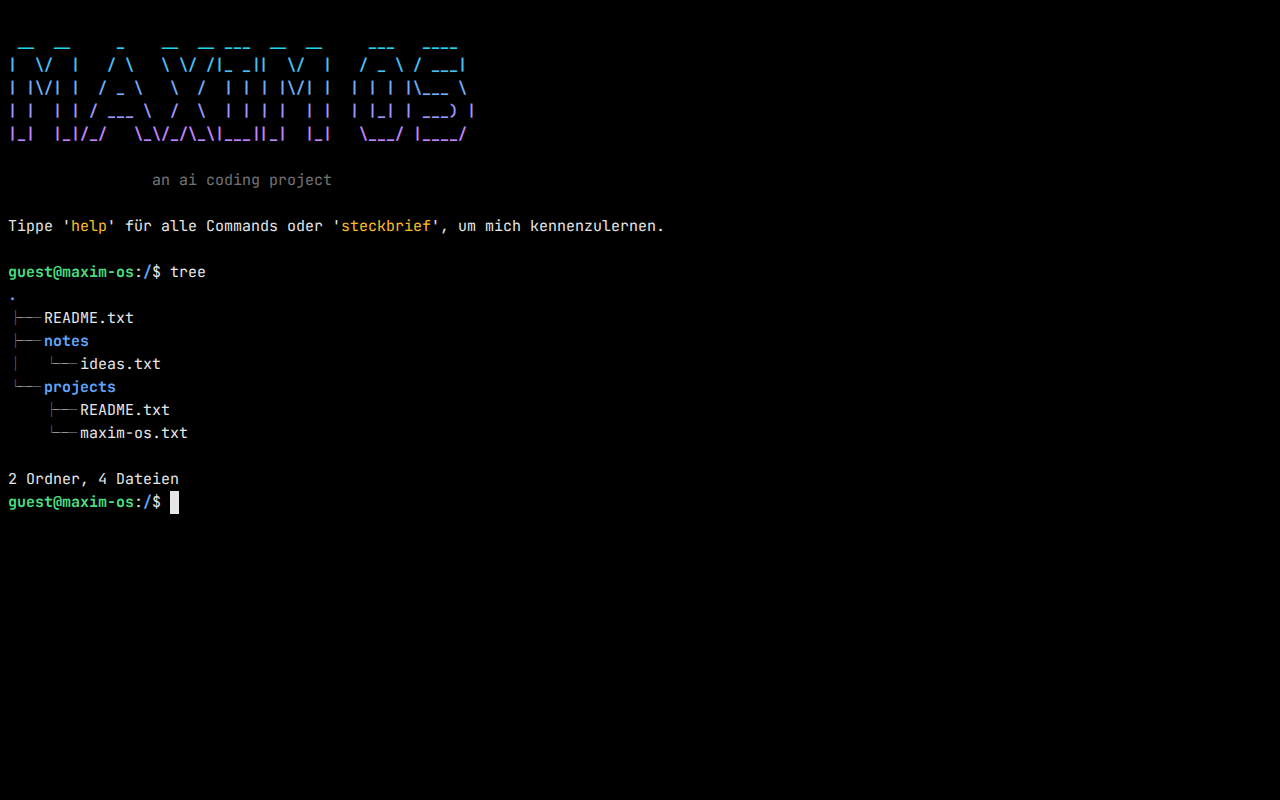 MAXIM OS
an ai coding project
Tippe 'help' für alle Commands oder 'steckbrief', um mich kennenzulernen.
guest@maxim-os:/$ tree
.
├── README.txt
├── notes
│   └── ideas.txt
└── projects
    ├── README.txt
    └── maxim-os.txt
2 Ordner, 4 Dateien
guest@maxim-os:/$